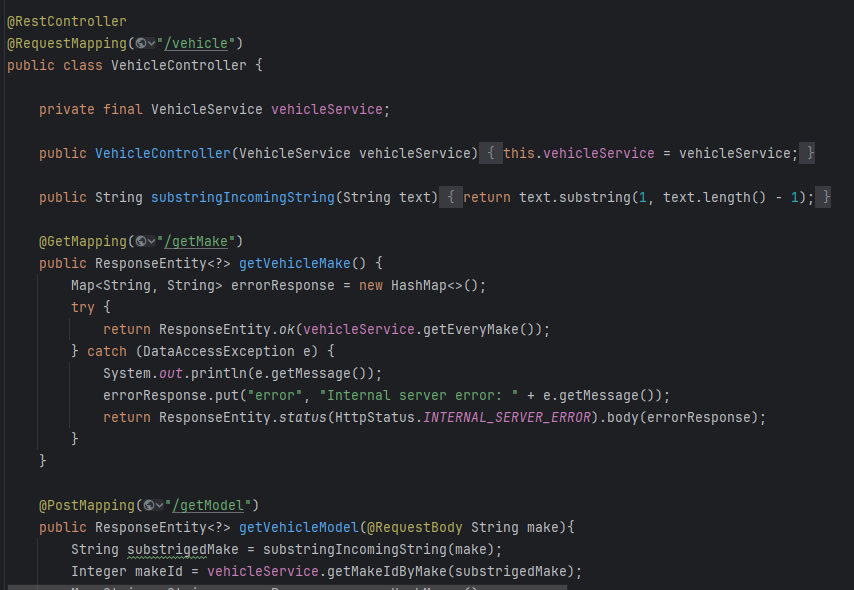 @RestController
@RequestMapping("/vehicle")
public class VehicleController {
private final VehicleService vehicleService;
public VehicleController(VehicleService vehicleService) { this.vehicleService = vehicleService; }
public String substringIncomingString(String text) { return text.substring(1, text.length() - 1); }
@GetMapping("/getMake")
public ResponseEntity<?> getVehicleMake() {
Map<String, String> errorResponse = new HashMap<>();
try {
return ResponseEntity.ok(vehicleService.getEveryMake());
} catch (DataAccessException e) {
System.out.println(e.getMessage());
errorResponse.put("error", "Internal server error: " + e.getMessage());
return ResponseEntity.status(HttpStatus.INTERNAL_SERVER_ERROR).body(errorResponse);
}
}
@PostMapping("/getModel")
public ResponseEntity<?> getVehicleModel(@RequestBody String make){
String substrigedMake = substringIncomingString(make);
Integer makeId = vehicleService.getMakeIdByMake(substrigedMake);